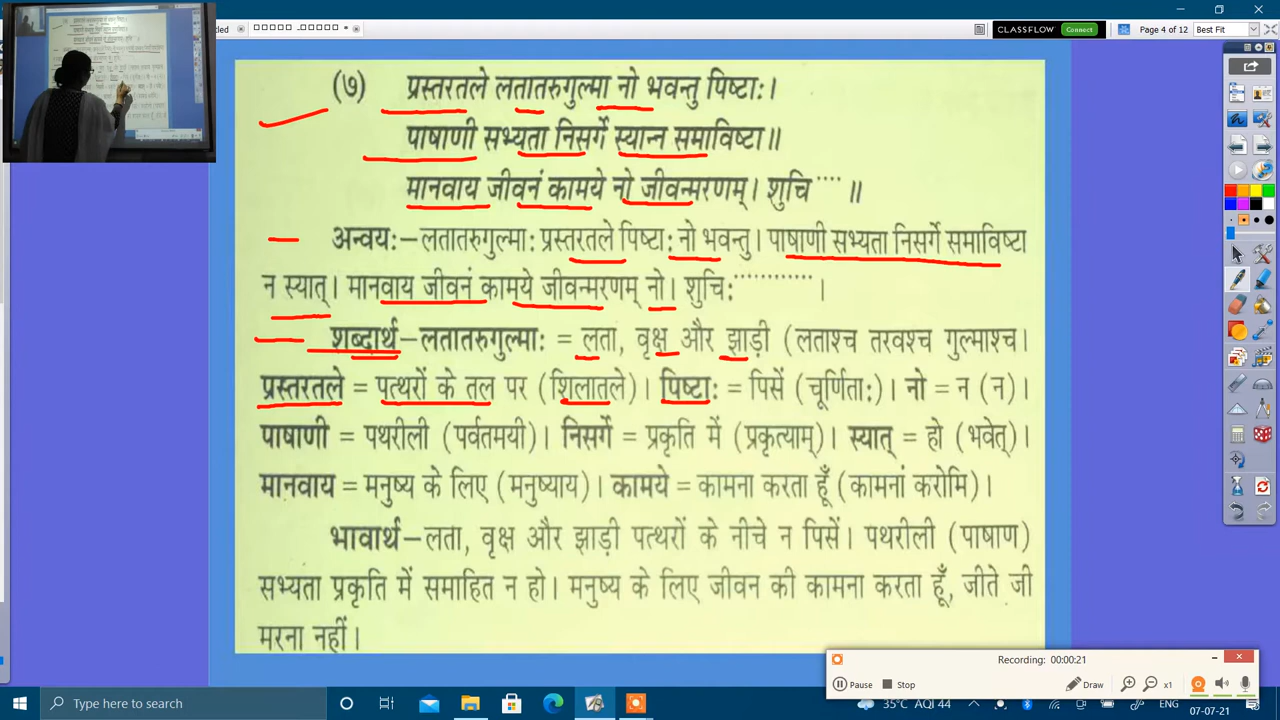 CLASSFLOW Connect Page 4 of 12 Best Fit
(७) प्रस्तरतले लतातरुगुल्मा नो भवन्तु पिष्टाः।
पाषाणी सभ्यता निसर्गे स्यान्न समाविष्टा॥
मानवाय जीवनं कामये नो जीवन्मरणम्। शुचि····॥
अन्वयः–लतातरुगुल्माः प्रस्तरतले पिष्टाः नो भवन्तु। पाषाणी सभ्यता निसर्गे समाविष्टा
न स्यात्। मानवाय जीवनं कामये जीवन्मरणम् नो। शुचिः············।
शब्दार्थ–लतातरुगुल्माः = लता, वृक्ष और झाड़ी (लताश्च तरवश्च गुल्माश्च।
प्रस्तरतले = पत्थरों के तल पर (शिलातले)। पिष्टाः = पिसें (चूर्णिताः)। नो = न (न)।
पाषाणी = पथरीली (पर्वतमयी)। निसर्गे = प्रकृति में (प्रकृत्याम्)। स्यात् = हो (भवेत्)।
मानवाय = मनुष्य के लिए (मनुष्याय)। कामये = कामना करता हूँ (कामनां करोमि)।
भावार्थ–लता, वृक्ष और झाड़ी पत्थरों के नीचे न पिसें। पथरीली (पाषाण)
सभ्यता प्रकृति में समाहित न हो। मनुष्य के लिए जीवन की कामना करता हूँ, जीते जी
मरना नहीं।
Recording: 00:00:21
Pause Stop Draw x1
Type here to search
35°C AQI 44 ENG
07-07-21